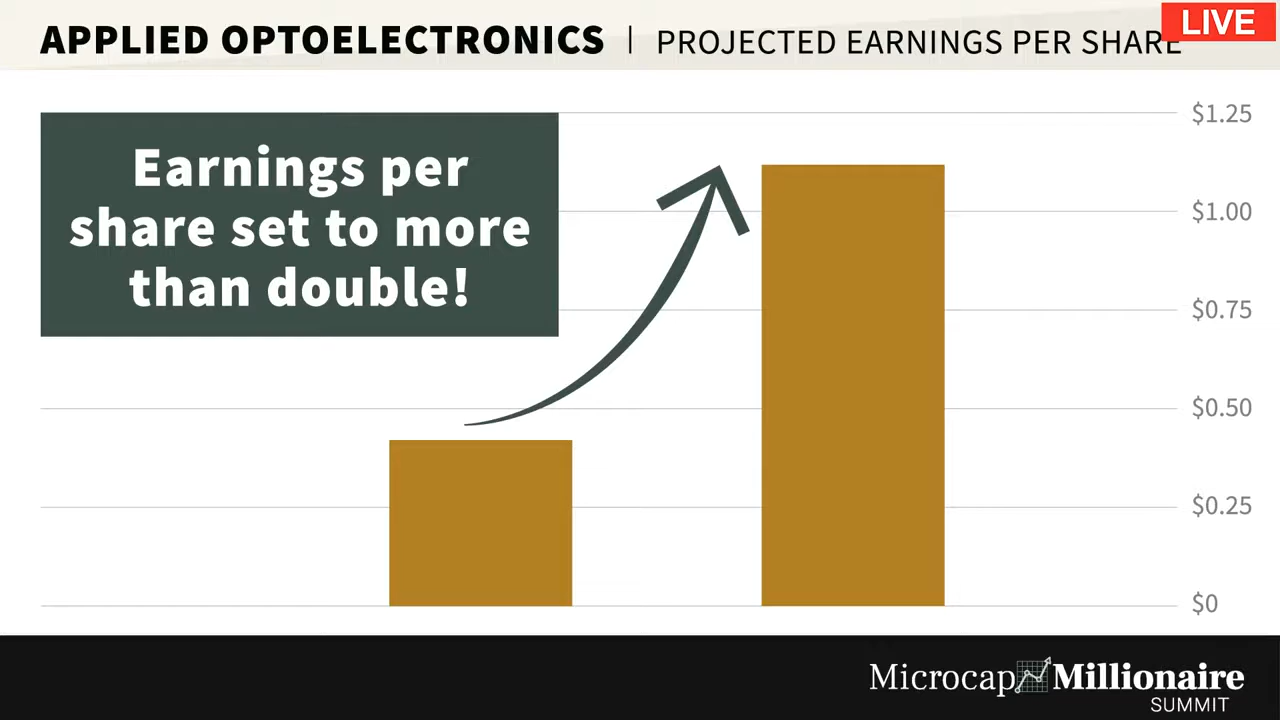 APPLIED OPTOELECTRONICS | PROJECTED EARNINGS PER SHARE
LIVE
Earnings per
share set to more
than double!
$1.25
$1.00
$0.75
$0.50
$0.25
$0
Microcap Millionaire
SUMMIT